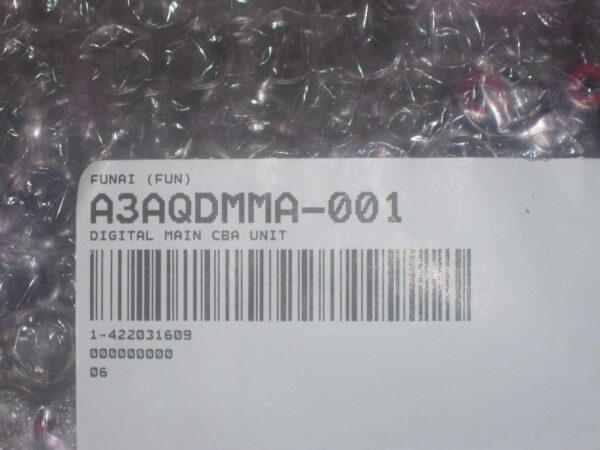 FUNAI (FUN)
A3AQDMMA-001
DIGITAL MAIN CBA UNIT
1-422031609
000000000
06